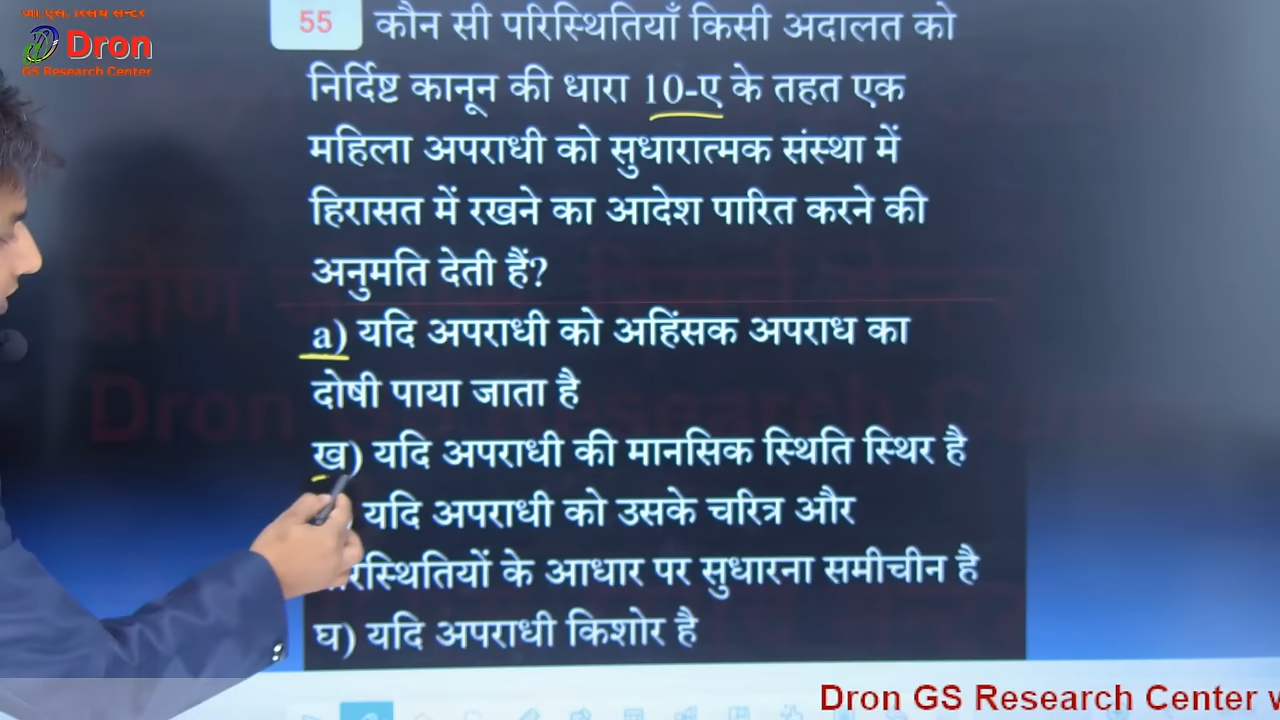 जी.एस. रिसर्च सेन्टर
Dron
GS Research Center
55 कौन सी परिस्थितियाँ किसी अदालत को
निर्दिष्ट कानून की धारा 10-ए के तहत एक
महिला अपराधी को सुधारात्मक संस्था में
हिरासत में रखने का आदेश पारित करने की
अनुमति देती हैं?
a) यदि अपराधी को अहिंसक अपराध का
दोषी पाया जाता है
ख) यदि अपराधी की मानसिक स्थिति स्थिर है
यदि अपराधी को उसके चरित्र और
के आधार पर सुधारना समीचीन है
घ) यदि अपराधी किशोर है
Dron GS Research Center